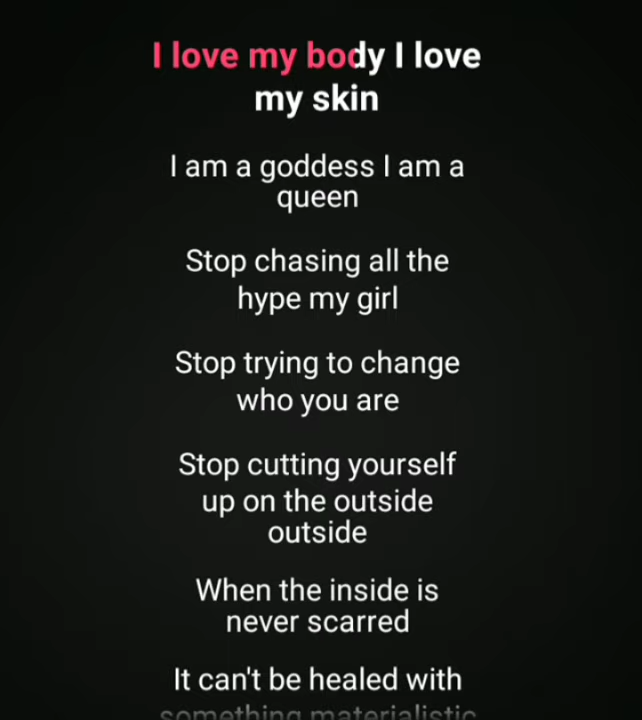 I love my body I love
my skin
I am a goddess I am a
queen
Stop chasing all the
hype my girl
Stop trying to change
who you are
Stop cutting yourself
up on the outside
outside
When the inside is
never scarred
It can't be healed with
something materialistic